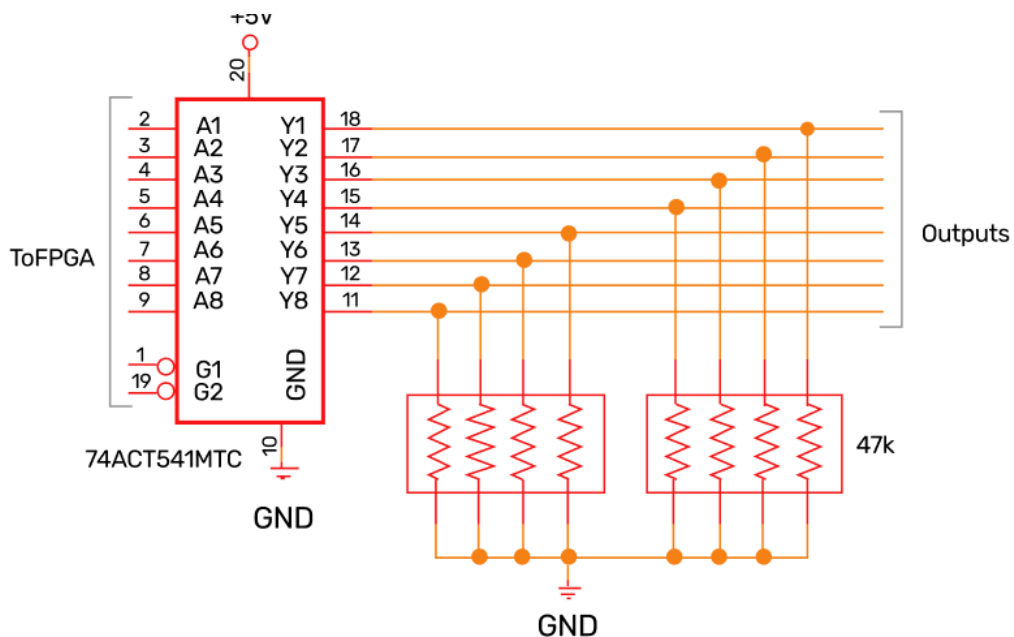 +5V
20
2 A1 Y1 18
3 A2 Y2 17
4 A3 Y3 16
5 A4 Y4 15
6 A5 Y5 14
7 A6 Y6 13
8 A7 Y7 12
9 A8 Y8 11
ToFPGA
Outputs
1 G1
19 G2
GND
10
74ACT541MTC
GND
47k
GND